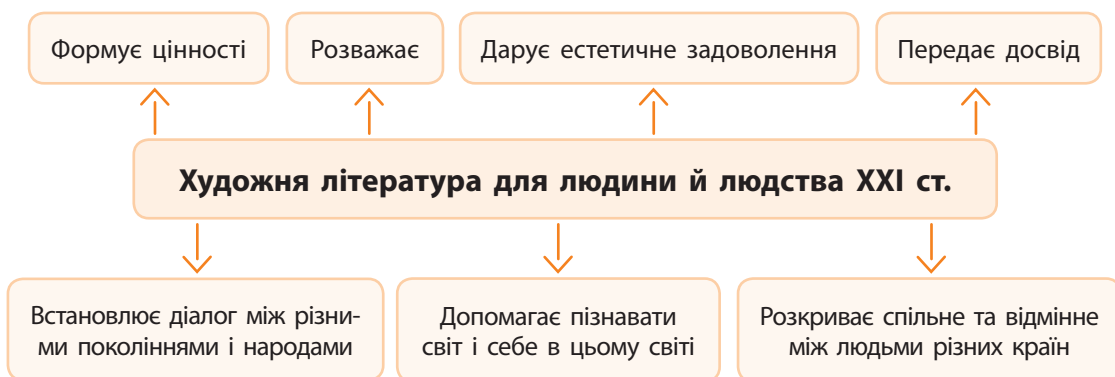 Формує цінності
Розважає
Дарує естетичне задоволення
Передає досвід
Художня література для людини й людства XXI ст.
Встановлює діалог між різни-
ми поколіннями і народами
Допомагає пізнавати
світ і себе в цьому світі
Розкриває спільне та відмінне
між людьми різних країн